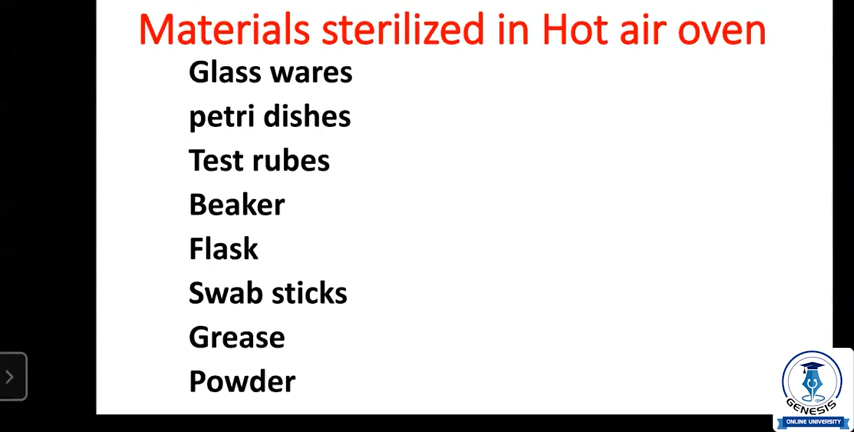 Materials sterilized in Hot air oven
Glass wares
petri dishes
Test rubes
Beaker
Flask
Swab sticks
Grease
Powder
GENESIS
ONLINE UNIVERSITY